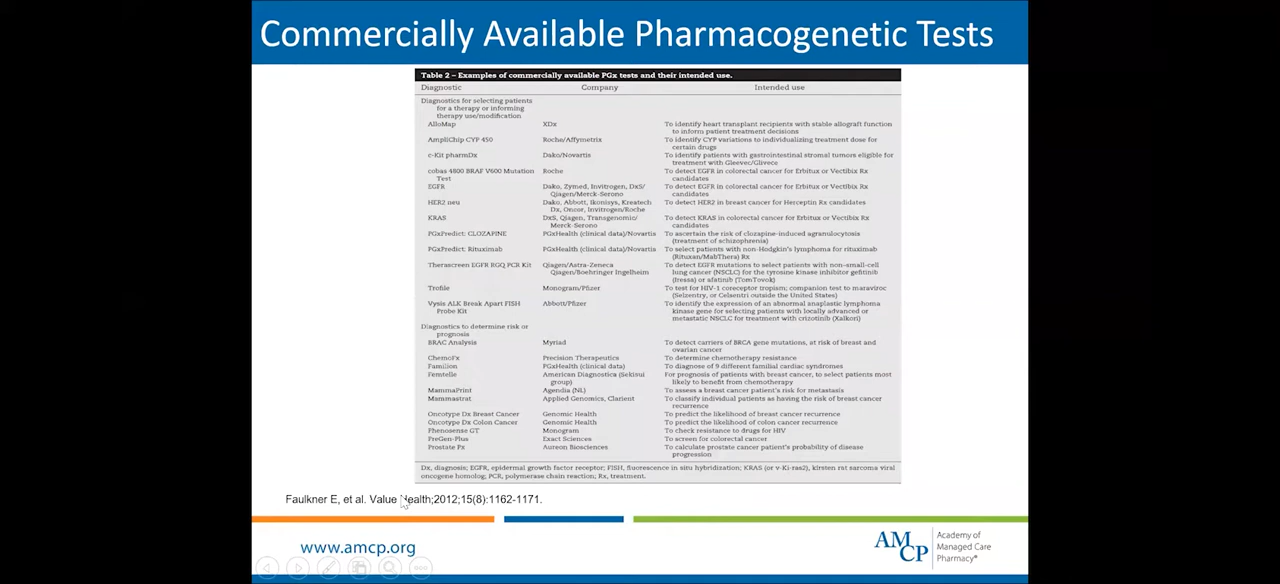 Commercially Available Pharmacogenetic Tests
Table 2 – Examples of commercially available PGx tests and their intended use.
Diagnostic Company Intended use
Diagnostics for selecting patients
for a therapy or informing
therapy use/modification
AlloMap XDx To identify heart transplant recipients with stable allograft function
to inform patient treatment decisions
AmpliChip CYP 450 Roche/Affymetrix To identify CYP variations to individualizing treatment dose for
certain drugs
c-Kit pharmDx Dako/Novartis To identify patients with gastrointestinal stromal tumors eligible for
treatment with Gleevec/Glivece
cobas 4800 BRAF V600 Mutation Roche To detect EGFR in colorectal cancer for Erbitux or Vectibix Rx
Test candidates
EGFR Dako, Zymed, Invitrogen, DxS/ To detect EGFR in colorectal cancer for Erbitux or Vectibix Rx
Qiagen/Merck-Serono candidates
HER2 neu Dako, Abbott, Ikonisys, Kreatech To detect HER2 in breast cancer for Herceptin Rx candidates
Dx, Oncor, Invitrogen/Roche
KRAS DxS, Qiagen, Transgenomic/ To detect KRAS in colorectal cancer for Erbitux or Vectibix Rx
Merck-Serono candidates
PGxPredict: CLOZAPINE PGxHealth (clinical data)/Novartis To ascertain the risk of clozapine-induced agranulocytosis
(treatment of schizophrenia)
PGxPredict: Rituximab PGxHealth (clinical data)/Novartis To select patients with non-Hodgkin's lymphoma for rituximab
(Rituxan/MabThera) Rx
Therascreen EGFR RGQ PCR Kit Qiagen/Astra-Zeneca To detect EGFR mutations to select patients with non–small-cell
Qiagen/Boehringer Ingelheim lung cancer (NSCLC) for the tyrosine kinase inhibitor gefitinib
(Iressa) or afatinib (TomTovok)
Trofile Monogram/Pfizer To test for HIV-1 coreceptor tropism; companion test to maraviroc
(Selzentry, or Celsentri outside the United States)
Vysis ALK Break Apart FISH Abbott/Pfizer To identify the expression of an abnormal anaplastic lymphoma
Probe Kit kinase gene for selecting patients with locally advanced or
metastatic NSCLC for treatment with crizotinib (Xalkori)
Diagnostics to determine risk or
prognosis
BRAC Analysis Myriad To detect carriers of BRCA gene mutations, at risk of breast and
ovarian cancer
ChemoFx Precision Therapeutics To determine chemotherapy resistance
Familion PGxHealth (clinical data) To diagnose of 9 different familial cardiac syndromes
Femtelle American Diagnostica (Sekisui For prognosis of patients with breast cancer, to select patients most
group) likely to benefit from chemotherapy
MammaPrint Agendia (NL) To assess a breast cancer patient's risk for metastasis
Mammastrat Applied Genomics, Clarient To classify individual patients as having the risk of breast cancer
recurrence
Oncotype Dx Breast Cancer Genomic Health To predict the likelihood of breast cancer recurrence
Oncotype Dx Colon Cancer Genomic Health To predict the likelihood of colon cancer recurrence
Phenosense GT Monogram To check resistance to drugs for HIV
PreGen-Plus Exact Sciences To screen for colorectal cancer
Prostate Px Aureon Biosciences To calculate prostate cancer patient's probability of disease
progression
Dx, diagnosis; EGFR, epidermal growth factor receptor; FISH, fluorescence in situ hybridization; KRAS (or v-Ki-ras2), kirsten rat sarcoma viral
oncogene homolog; PCR, polymerase chain reaction; Rx, treatment.
Faulkner E, et al. Value Health;2012;15(8):1162-1171.
www.amcp.org
AMCP
Academy of
Managed Care
Pharmacy®